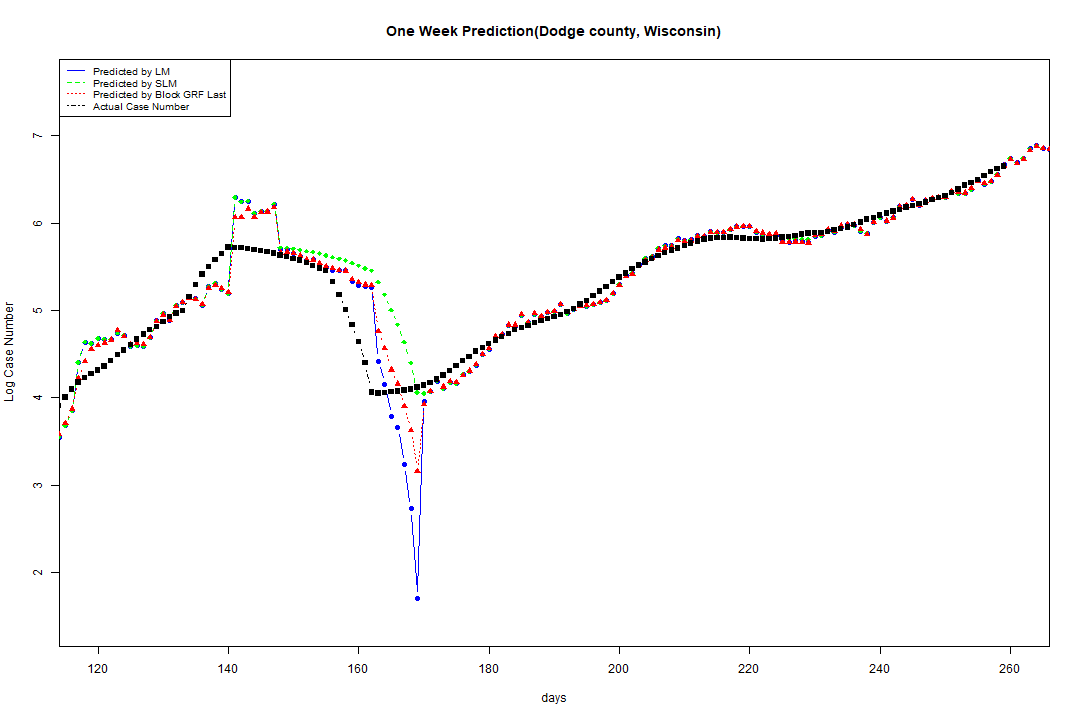 One Week Prediction(Dodge county, Wisconsin)
Predicted by LM
Predicted by SLM
Predicted by Block GRF Last
Actual Case Number
Log Case Number
7
6
5
4
3
2
120 140 160 180 200 220 240 260
days